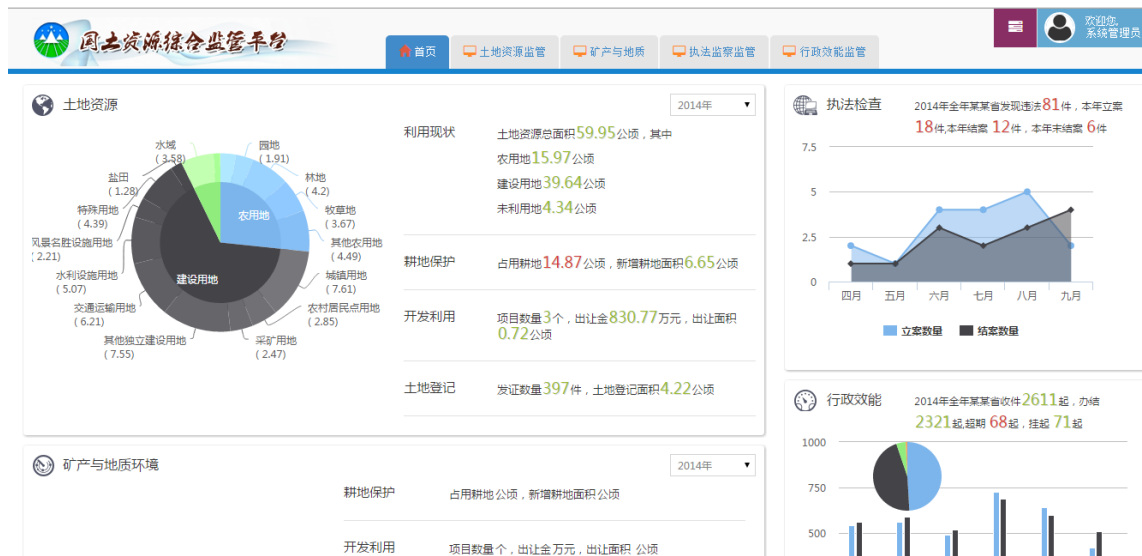 国土资源综合监管平台
首页
土地资源监管
矿产与地质
执法监察监管
行政效能监管
欢迎您,
系统管理员
土地资源
2014年
水域
( 3.58)
园地
( 1.91)
林地
( 4.2)
牧草地
( 3.67)
其他农用地
( 4.49)
城镇用地
( 7.61)
农村居民点用地
( 2.85)
采矿用地
( 2.47)
其他独立建设用地
( 7.55)
交通运输用地
( 6.21)
水利设施用地
( 5.07)
风景名胜设施用地
( 2.21)
特殊用地
( 4.39)
盐田
( 1.28)
农用地
建设用地
利用现状
土地资源总面积59.95公顷，其中
农用地15.97公顷
建设用地39.64公顷
未利用地4.34公顷
耕地保护
占用耕地14.87公顷，新增耕地面积6.65公顷
开发利用
项目数量3个，出让金830.77万元，出让面积
0.72公顷
土地登记
发证数量397件，土地登记面积4.22公顷
执法检查
2014年全年某某省发现违法81件，本年立案
18件,本年结案 12件，本年未结案 6件
7.5
5
2.5
0
四月
五月
六月
七月
八月
九月
立案数量
结案数量
行政效能
2014年全年某某省收件2611起，办结
2321起,超期 68起，挂起 71起
1000
750
500
矿产与地质环境
2014年
耕地保护
占用耕地公顷，新增耕地面积公顷
开发利用
项目数量个，出让金万元，出让面积 公顷